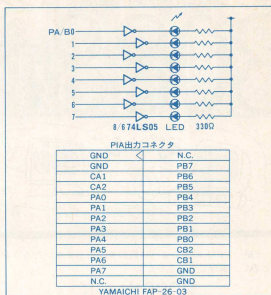 PA/B0
1
2
3
4
5
6
7
8/6 74LS05 LED 330Ω
PIA出力コネクタ
GND N.C.
GND PB7
CA1 PB6
CA2 PB5
PA0 PB4
PA1 PB3
PA2 PB2
PA3 PB1
PA4 PB0
PA5 CB2
PA6 CB1
PA7 GND
N.C. GND
YAMAICHI FAP-26-03